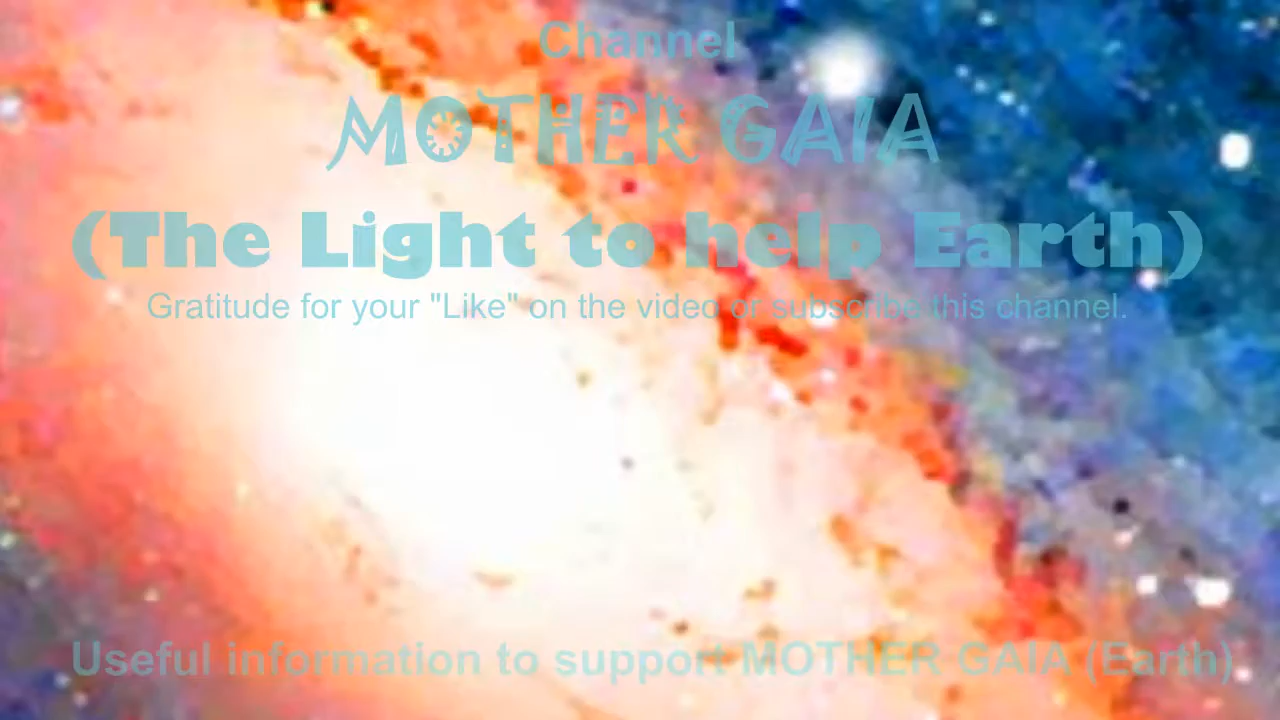 Channel
MOTHER GAIA
(The Light to help Earth)
Gratitude for your "Like" on the video or subscribe this channel.
Useful information to support MOTHER GAIA (Earth)